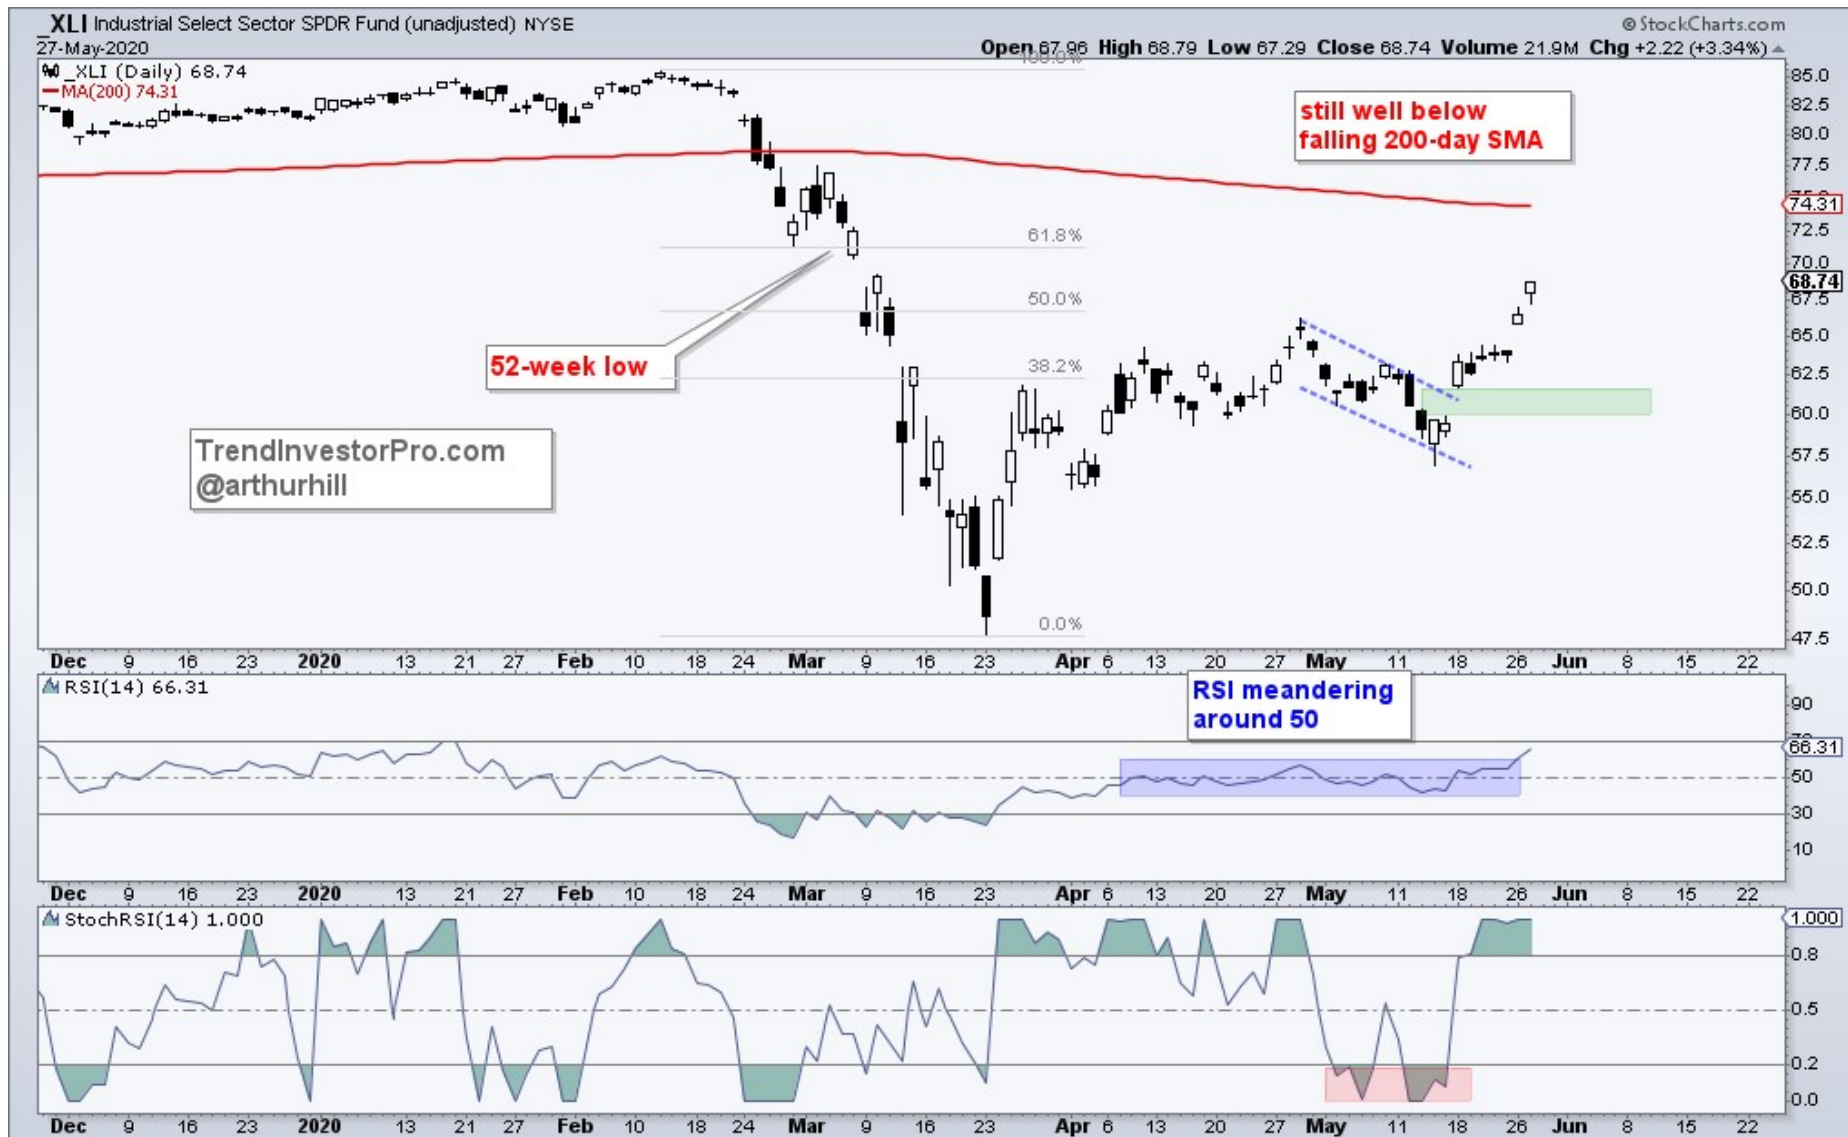 _XLI Industrial Select Sector SPDR Fund (unadjusted) NYSE
© StockCharts.com
27-May-2020
Open 67.96 High 68.79 Low 67.29 Close 68.74 Volume 21.9M Chg +2.22 (+3.34%)
_XLI (Daily) 68.74
MA(200) 74.31
100.0%
85.0
82.5
80.0
77.5
74.31
72.5
70.0
68.74
67.5
65.0
62.5
60.0
57.5
55.0
52.5
50.0
47.5
still well below
falling 200-day SMA
61.8%
50.0%
38.2%
0.0%
52-week low
TrendInvestorPro.com
@arthurhill
Dec 9 16 23 2020 13 21 27 Feb 10 18 24 Mar 9 16 23 Apr 6 13 20 27 May 11 18 26 Jun 8 15 22
RSI(14) 66.31
RSI meandering
around 50
90
66.31
50
30
10
Dec 9 16 23 2020 13 21 27 Feb 10 18 24 Mar 9 16 23 Apr 6 13 20 27 May 11 18 26 Jun 8 15 22
StochRSI(14) 1.000
1.000
0.8
0.5
0.2
0.0
Dec 9 16 23 2020 13 21 27 Feb 10 18 24 Mar 9 16 23 Apr 6 13 20 27 May 11 18 26 Jun 8 15 22